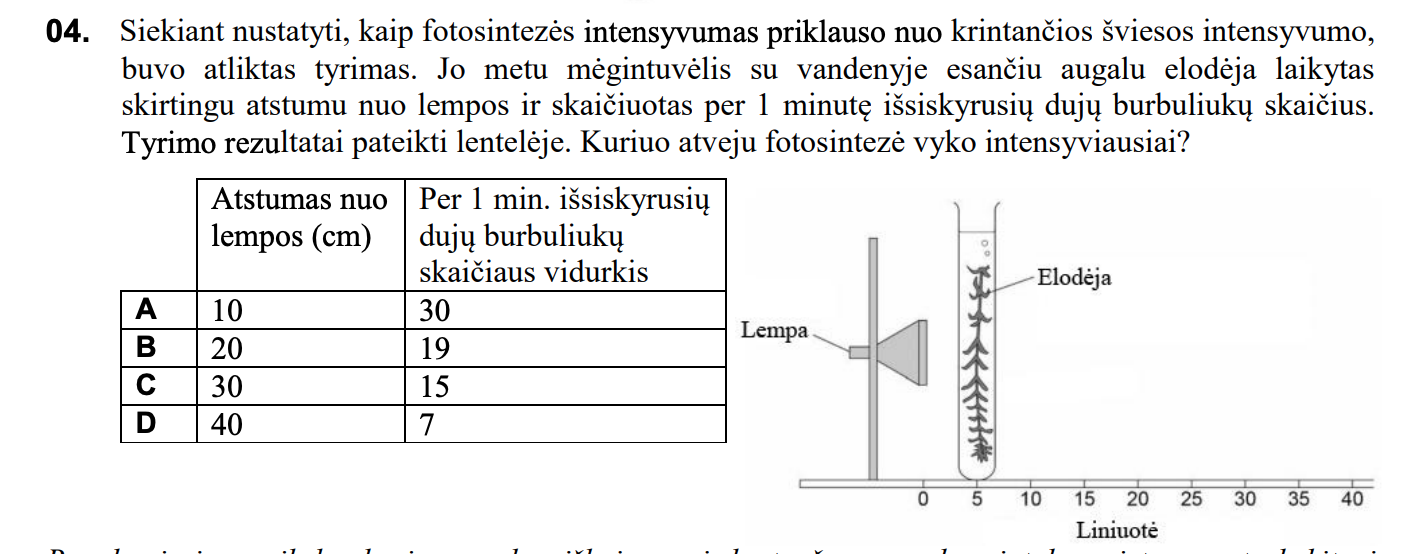 04. Siekiant nustatyti, kaip fotosintezės intensyvumas priklauso nuo krintančios šviesos intensyvumo,
buvo atliktas tyrimas. Jo metu mėgintuvėlis su vandenyje esančiu augalu elodėja laikytas
skirtingu atstumu nuo lempos ir skaičiuotas per 1 minutę išsiskyrusių dujų burbuliukų skaičius.
Tyrimo rezultatai pateikti lentelėje. Kuriuo atveju fotosintezė vyko intensyviausiai?
Atstumas nuo lempos (cm)
Per 1 min. išsiskyrusių dujų burbuliukų skaičiaus vidurkis
A 10 30
B 20 19
C 30 15
D 40 7
Elodėja
Lempa
0 5 10 15 20 25 30 35 40
Liniuotė